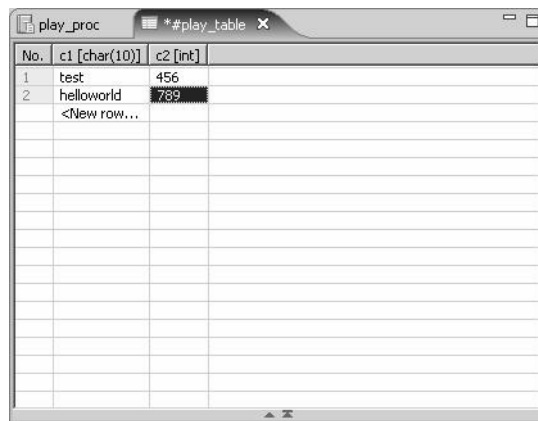 play_proc
*#play_table X
No. c1 [char(10)] c2 [int]
1 test 456
2 helloworld 789
<New row...